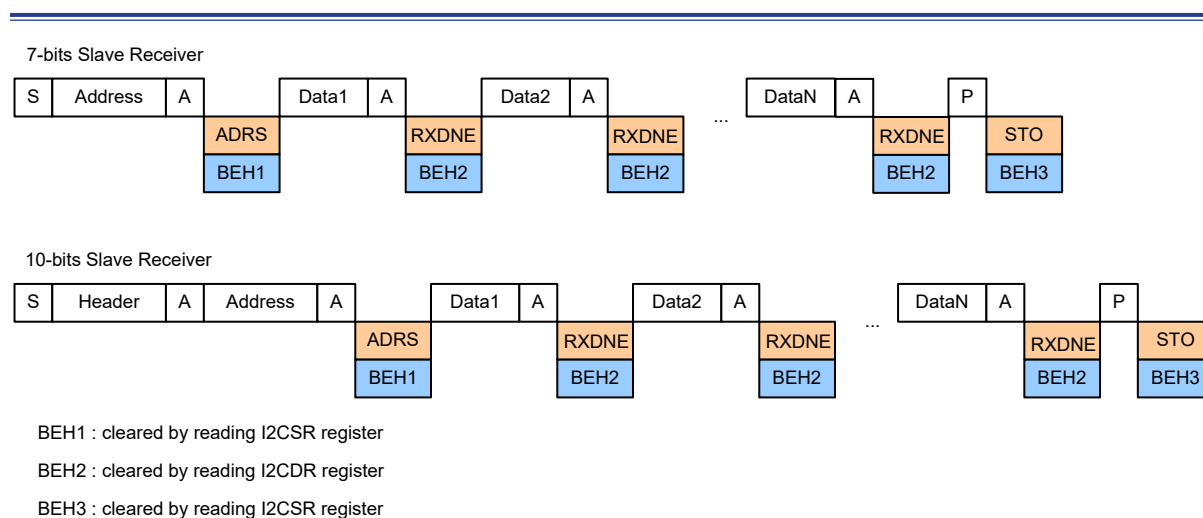 7-bits Slave Receiver
S Address A Data1 A Data2 A ... DataN A P
ADRS RXDNE RXDNE RXDNE STO
BEH1 BEH2 BEH2 BEH2 BEH3
10-bits Slave Receiver
S Header A Address A Data1 A Data2 A ... DataN A P
ADRS RXDNE RXDNE RXDNE STO
BEH1 BEH2 BEH2 BEH2 BEH3
BEH1 : cleared by reading I2CSR register
BEH2 : cleared by reading I2CDR register
BEH3 : cleared by reading I2CSR register